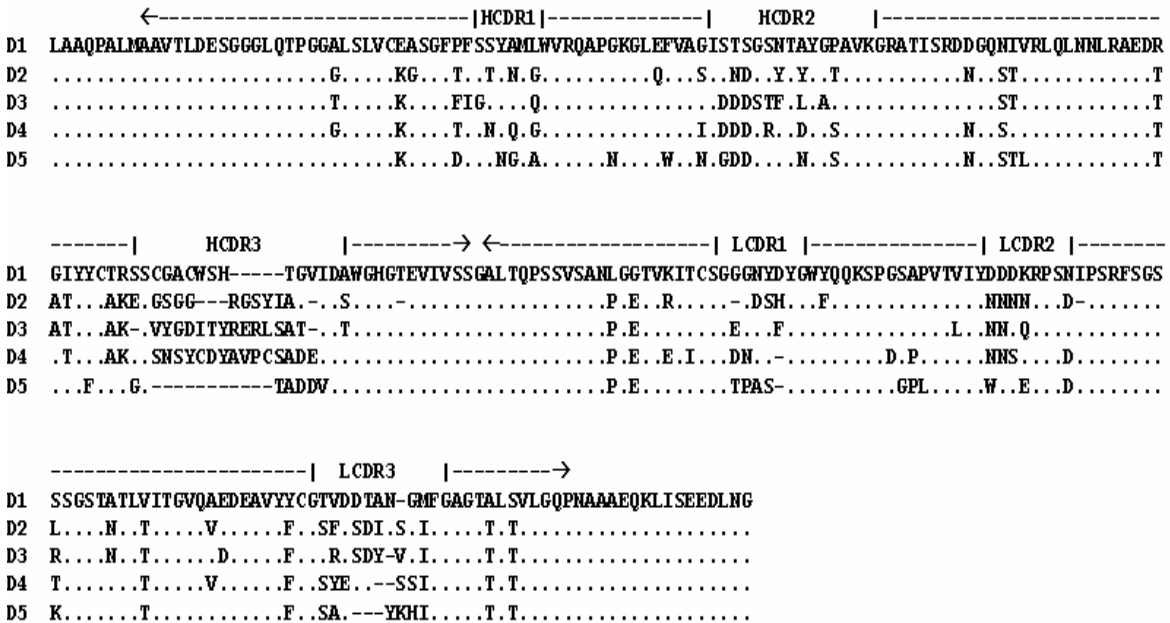 ←-----------------------------|HCDR1|--------------|    HCDR2     |--------------------------
D1 LAAQPALMAAVTLDESGGGLQTPGGALSLVCEASGFPFSSYAMLWVRQAPGKGLEFVAGISTSGSNTAYGPAVKGRATISRDDGQNIVRLQLNNLRAEDR
D2 .........................G.....KG...T..T.N.G..........Q...S..ND..Y.Y..T...........N..ST............T
D3 .........................T.....K....FIG....Q................DDDSTF.L.A...............ST............T
D4 .........................G.....K....T..N.Q.G..............I.DDD.R..D..S...........N..S.............T
D5 ...............................K....D...NG.A......N....W..N.GDD....N..S...........N..STL...........T
-------|      HCDR3       |---------→ ←--------------------| LCDR1 |---------------| LCDR2 |--------
D1 GIYYCTRSSCGACWSH-----TGVIDAWGHGTEVIVSSGALTQPSSVSANLGGTVKITCSGGGNYDYGWYQQKSPGSAPVTVIYDDDKRPSNIPSRFSGS
D2 AT...AKE.GSGG---RGSYIA.-..S....-..................P.E..R.....-.DSH...F..............NNNN...D-.......
D3 AT...AK-.VYGDITYRERLSAT-..T.......................P.E........E...F...............L..NN.Q............
D4 .T...AK..SNSYCDYAVPCSADE..........................P.E..E.I...DN..-.........D.P......NNS....D........
D5 ...F...G.-----------TADDV.........................P.E........TPAS-..........GPL.....W..E...D........
-----------------------|  LCDR3    |---------→
D1 SSGSTATLVITGVQAEDEAVYYCGTVDDTAN-GMFGAGTALSVLGQPNAAAEQKLISEEDLNG
D2 L....N..T.....V......F..SF.SDI.S.I.....T.T.....................
D3 R....N..T......D.....F...R.SDY-V.I.....T.T.....................
D4 T.......T.....V......F..SYE..--SSI.....T.T.....................
D5 K.......T............F..SA.---YKHI.....T.T.....................